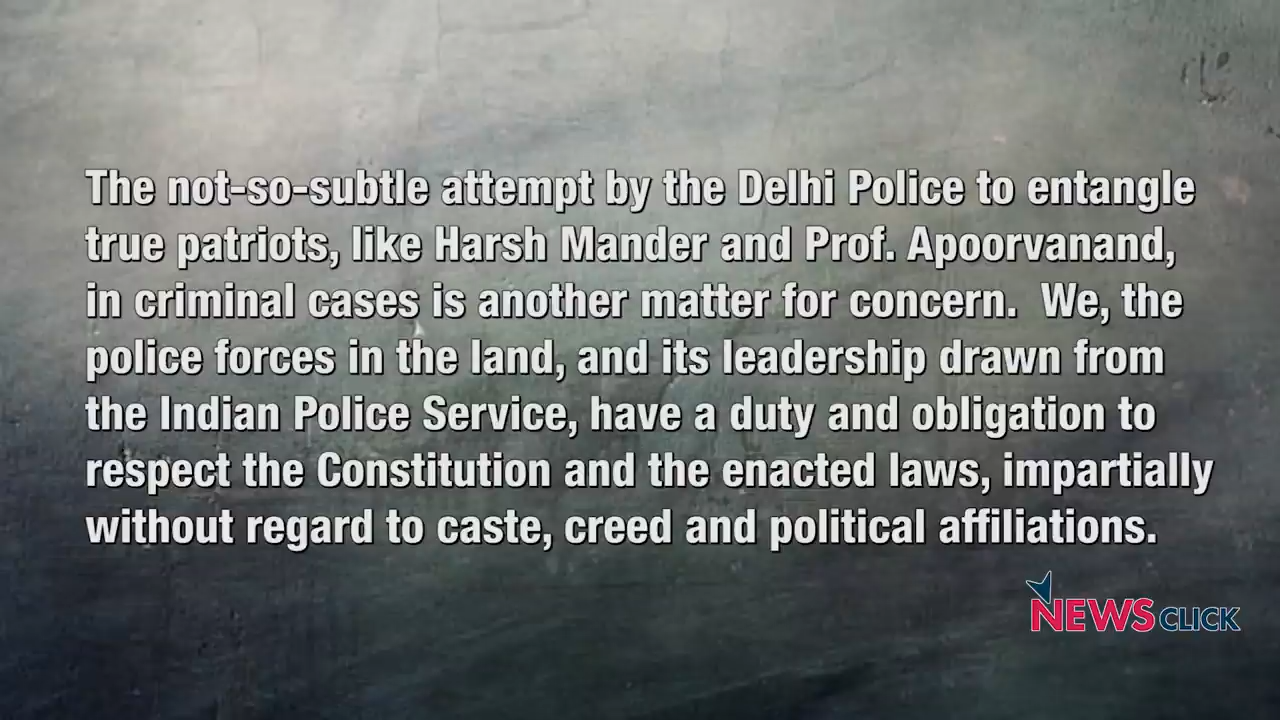 The not-so-subtle attempt by the Delhi Police to entangle
true patriots, like Harsh Mander and Prof. Apoorvanand,
in criminal cases is another matter for concern.  We, the
police forces in the land, and its leadership drawn from
the Indian Police Service, have a duty and obligation to
respect the Constitution and the enacted laws, impartially
without regard to caste, creed and political affiliations.
NEWSCLICK